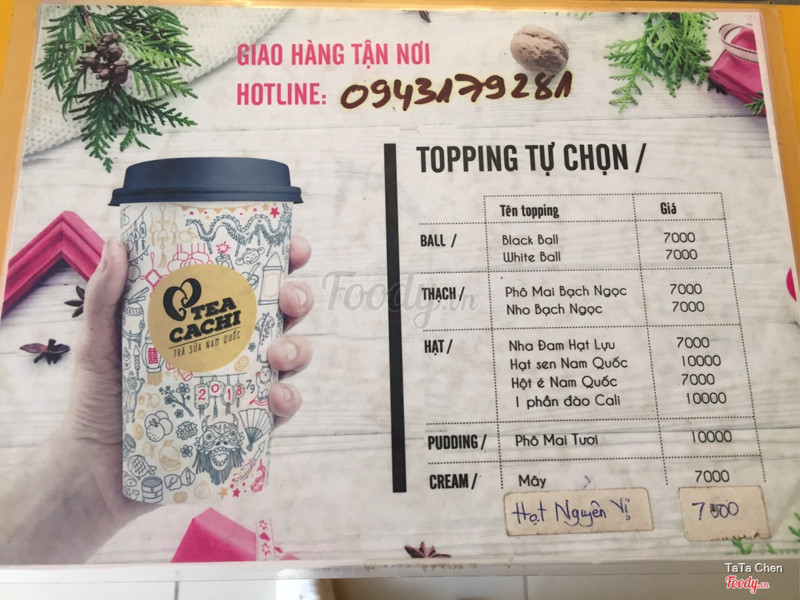 GIAO HÀNG TẬN NƠI
HOTLINE: 0943179281
TOPPING TỰ CHỌN /
Tên topping Giá
BALL / Black Ball 7000
White Ball 7000
THẠCH / Phô Mai Bạch Ngọc 7000
Nho Bạch Ngọc 7000
HẠT / Nha Đam Hạt Lựu 7000
Hạt sen Nam Quốc 10000
Hột é Nam Quốc 7000
1 phần đào Cali 10000
PUDDING / Phô Mai Tươi 10000
CREAM / Mây 7000
Hạt Nguyên Vị 7000
TEA
CACHI
TRÀ SỮA NAM QUỐC
2018
Foody.vn
TaTa Chen
Foody.vn